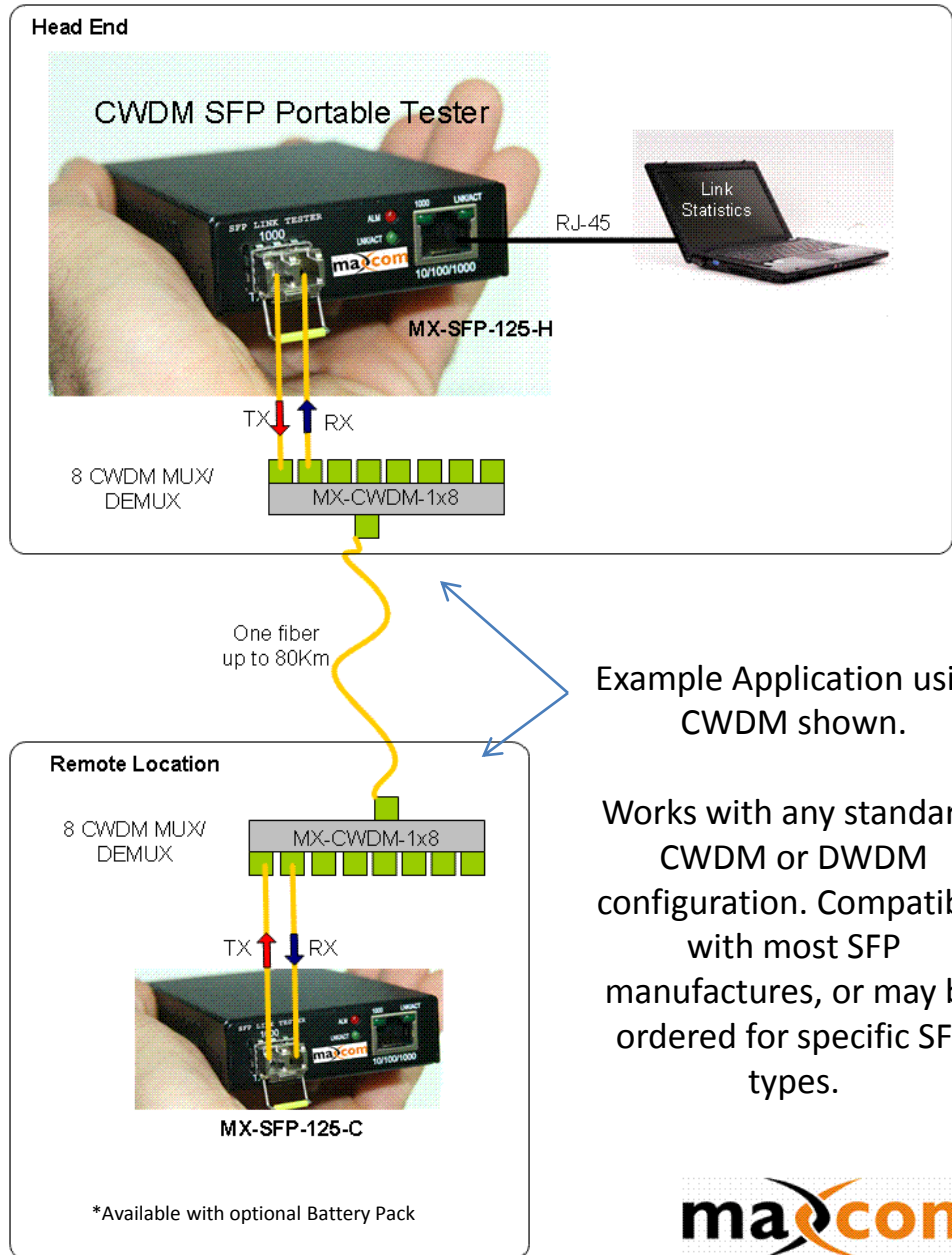 Head End
CWDM SFP Portable Tester
SFP LINK TESTER
1000
ALM
LNK/ACT
1000
LNK/ACT
maxcom
10/100/1000
MX-SFP-125-H
RJ-45
Link
Statistics
TX
RX
8 CWDM MUX/
DEMUX
MX-CWDM-1x8
One fiber
up to 80Km
Example Application usi
CWDM shown.
Works with any standar
CWDM or DWDM
configuration. Compatib
with most SFP
manufactures, or may b
ordered for specific SF
types.
Remote Location
8 CWDM MUX/
DEMUX
MX-CWDM-1x8
TX
RX
SFP LINK TESTER
1000
ALM
LNK/ACT
1000
LNK/ACT
maxcom
10/100/1000
MX-SFP-125-C
*Available with optional Battery Pack
maxcom